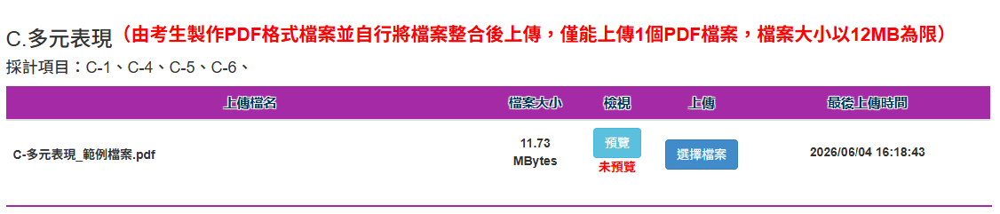 C.多元表現(由考生製作PDF格式檔案並自行將檔案整合後上傳，僅能上傳1個PDF檔案，檔案大小以12MB為限)
採計項目：C-1、C-4、C-5、C-6、
上傳檔名 檔案大小 檢視 上傳 最後上傳時間
C-多元表現_範例檔案.pdf 11.73 MBytes 預覽 未預覽 選擇檔案 2026/06/04 16:18:43